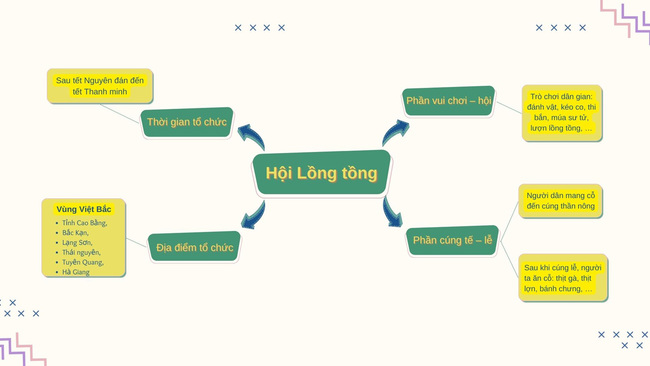 Sau tết Nguyên đán đến
tết Thanh minh
Thời gian tổ chức
Phần vui chơi – hội
Trò chơi dân gian:
đánh vật, kéo co, thi
bắn, múa sư tử,
lượn lồng tồng, …
Hội Lồng tồng
Vùng Việt Bắc
• Tỉnh Cao Bằng,
• Bắc Kạn,
• Lạng Sơn,
• Thái nguyên,
• Tuyên Quang,
• Hà Giang
Địa điểm tổ chức
Phần cúng tế – lễ
Người dân mang cỗ
đến cúng thần nông
Sau khi cúng lễ, người
ta ăn cỗ: thịt gà, thịt
lợn, bánh chưng, …